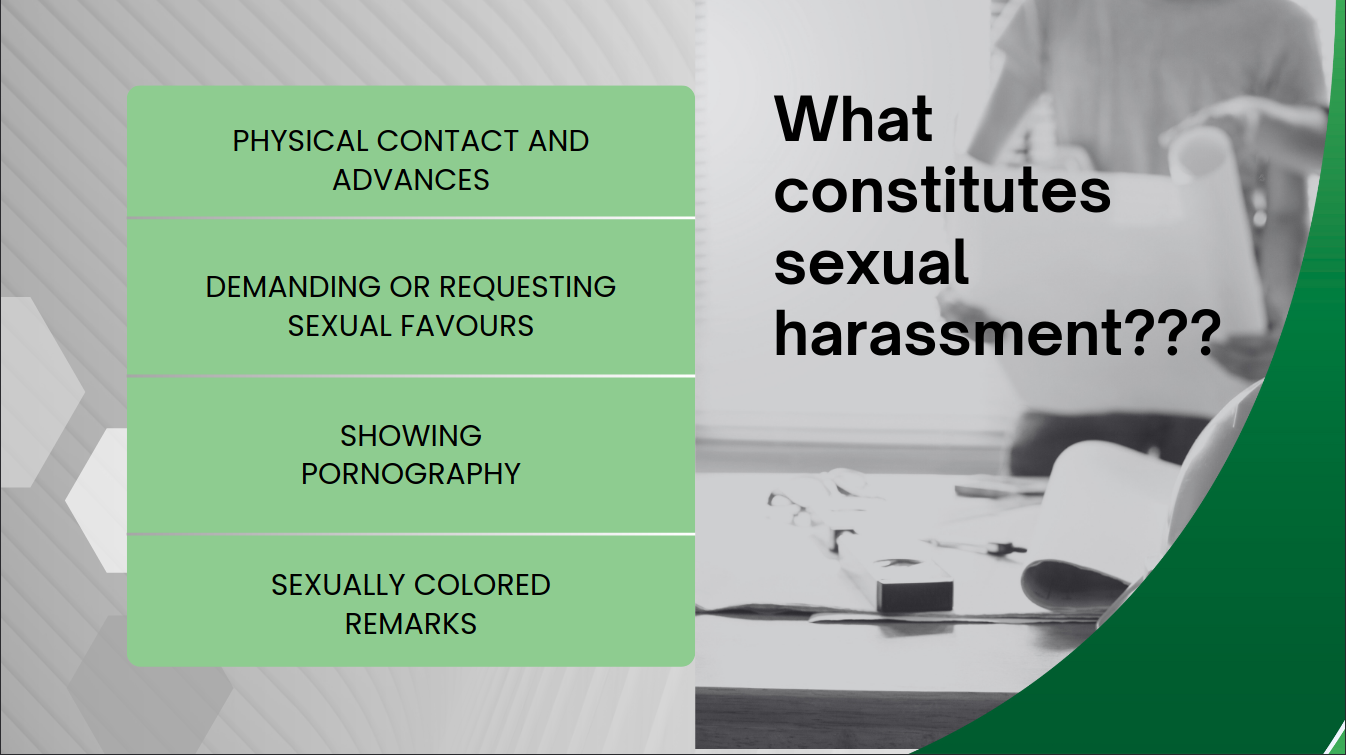 PHYSICAL CONTACT AND
ADVANCES
DEMANDING OR REQUESTING
SEXUAL FAVOURS
SHOWING
PORNOGRAPHY
SEXUALLY COLORED
REMARKS
What
constitutes
sexual
harassment???